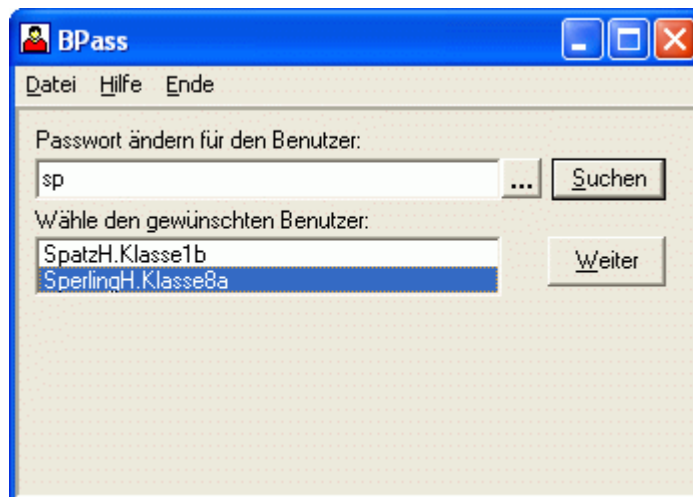 BPass
Datei Hilfe Ende
Passwort ändern für den Benutzer:
sp ... Suchen
Wähle den gewünschten Benutzer:
SpatzH.Klasse1b
SperlingH.Klasse8a
Weiter